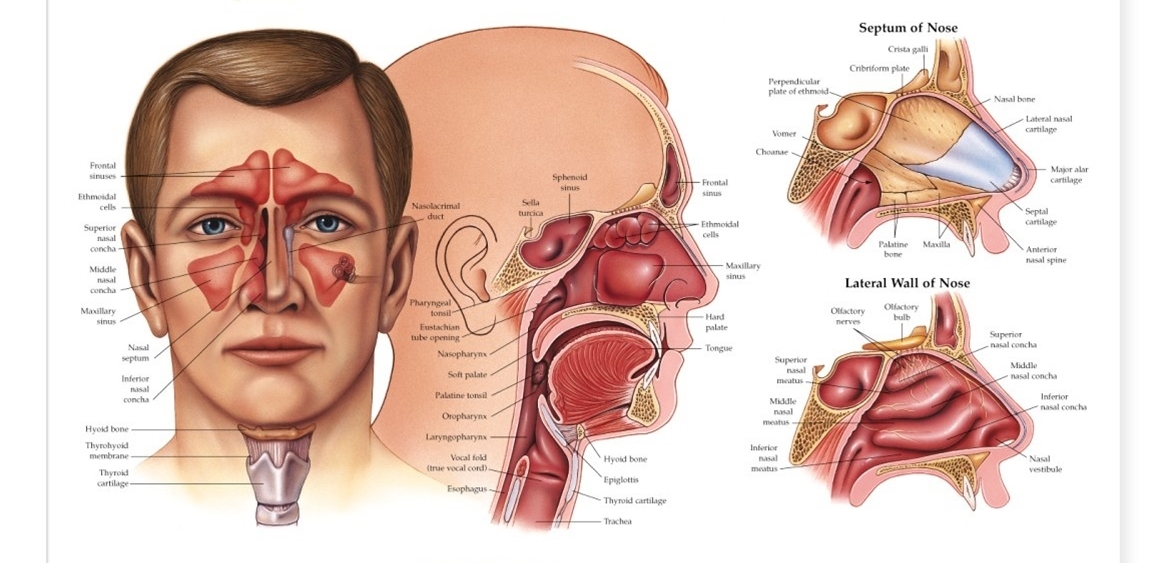 Frontal
sinuses
Ethmoidal
cells
Superior
nasal
concha
Middle
nasal
concha
Maxillary
sinus
Nasal
septum
Inferior
nasal
concha
Hyoid bone
Thyrohyoid
membrane
Thyroid
cartilage
Nasolacrimal
duct
Sphenoid
sinus
Sella
turcica
Pharyngeal
tonsil
Eustachian
tube opening
Nasopharynx
Soft palate
Palatine tonsil
Oropharynx
Laryngopharynx
Vocal fold
(true vocal cord)
Esophagus
Frontal
sinus
Ethmoidal
cells
Maxillary
sinus
Hard
palate
Tongue
Hyoid bone
Epiglottis
Thyroid cartilage
Trachea
Septum of Nose
Crista galli
Cribriform plate
Perpendicular
plate of ethmoid
Vomer
Choanae
Nasal bone
Lateral nasal
cartilage
Major alar
cartilage
Septal
cartilage
Anterior
nasal spine
Palatine
bone
Maxilla
Lateral Wall of Nose
Olfactory
nerves
Olfactory
bulb
Superior
nasal
meatus
Middle
nasal
meatus
Inferior
nasal
meatus
Superior
nasal concha
Middle
nasal concha
Inferior
nasal concha
Nasal
vestibule